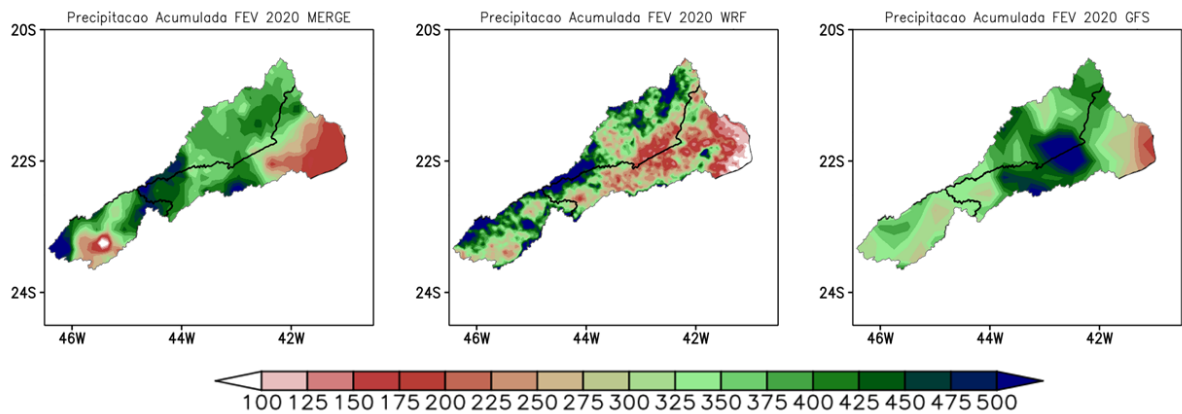 Precipitacao Acumulada FEV 2020 MERGE
Precipitacao Acumulada FEV 2020 WRF
Precipitacao Acumulada FEV 2020 GFS
20S
20S
20S
22S
22S
22S
24S
24S
24S
46W 44W 42W
46W 44W 42W
46W 44W 42W
100 125 150 175 200 225 250 275 300 325 350 375 400 425 450 475 500